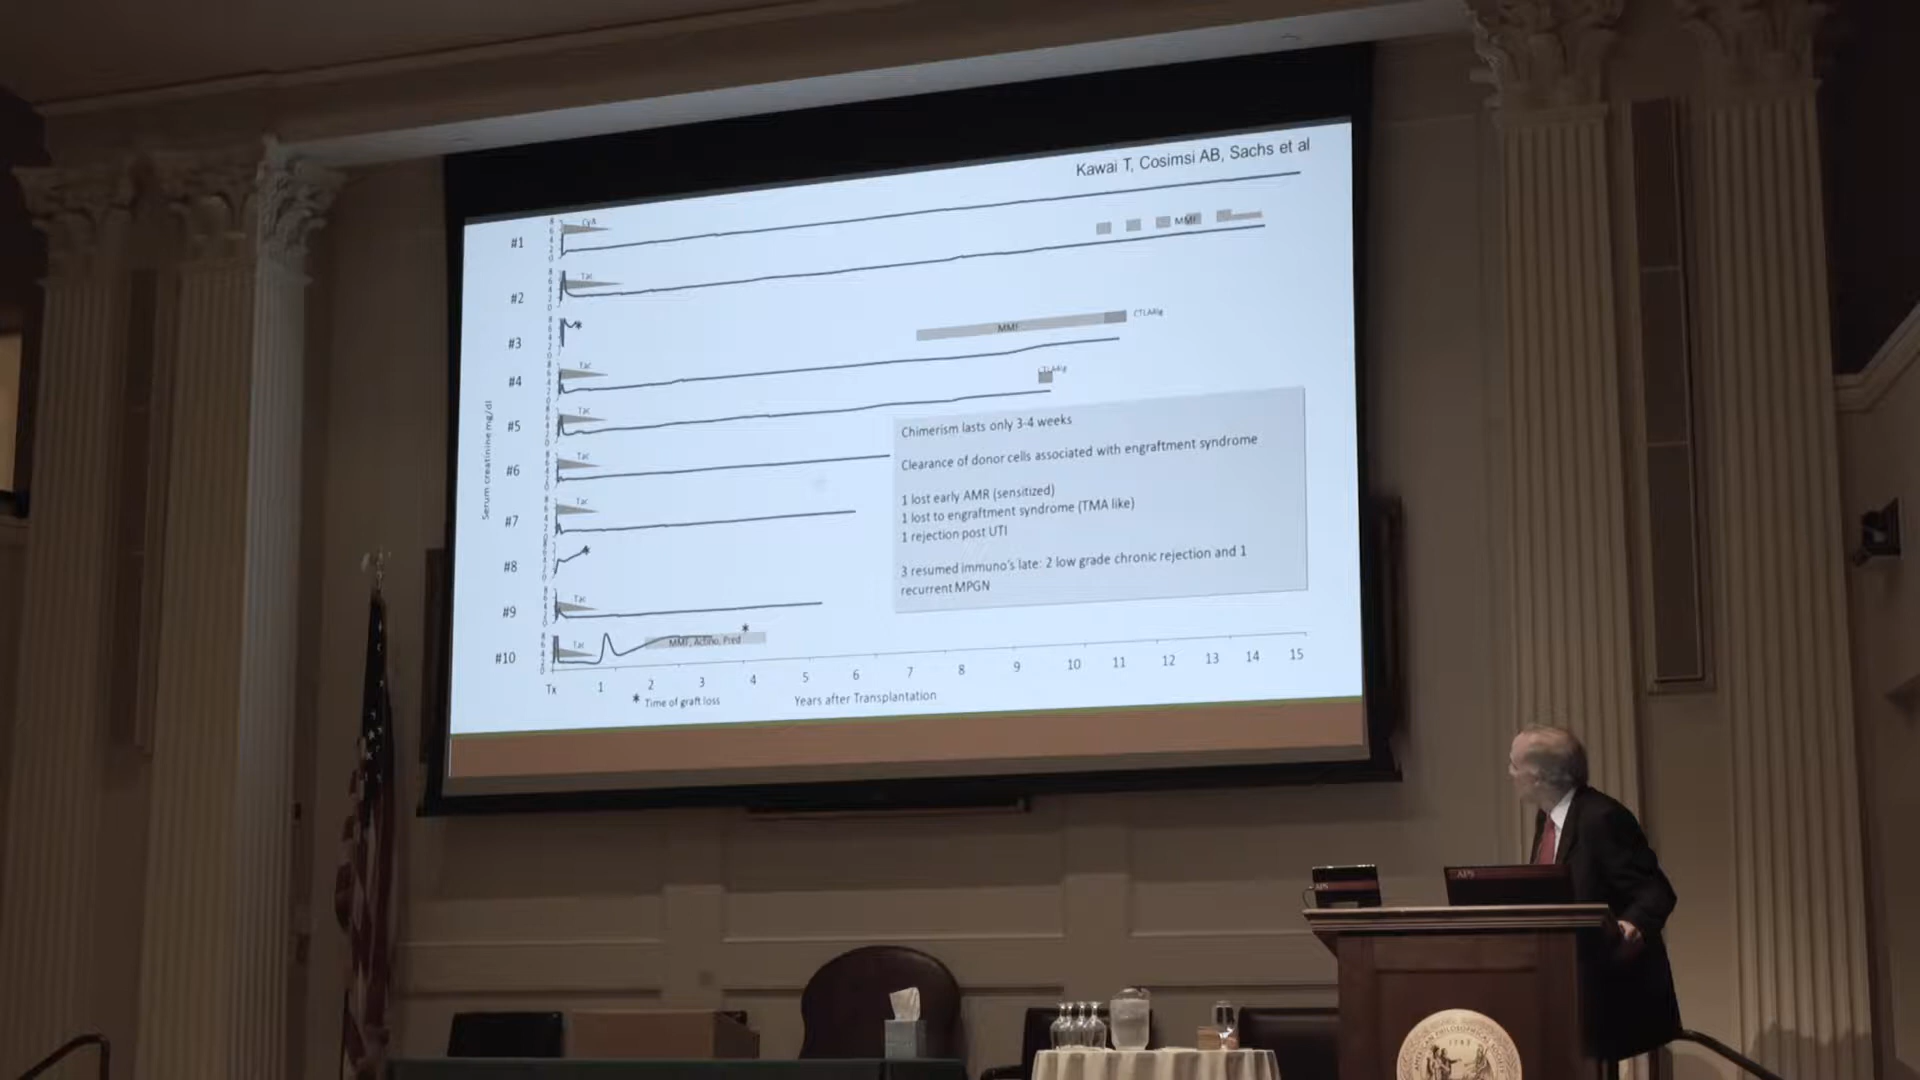 Kawai T, Cosimsi AB, Sachs et al
#1
CyA
MMF
#2
Tac
#3
MMF
CTLA4Ig
#4
Tac
CTLA4Ig
#5
Tac
#6
Tac
#7
Tac
#8
#9
Tac
#10
Tac
MMF, Actino, Pred
Serum creatinine mg/dl
Chimerism lasts only 3-4 weeks
Clearance of donor cells associated with engraftment syndrome
1 lost early AMR (sensitized)
1 lost to engraftment syndrome (TMA like)
1 rejection post UTI
3 resumed immuno's late: 2 low grade chronic rejection and 1
recurrent MPGN
Tx 1 2 3 4 5 6 7 8 9 10 11 12 13 14 15
* Time of graft loss
Years after Transplantation
APS
APS